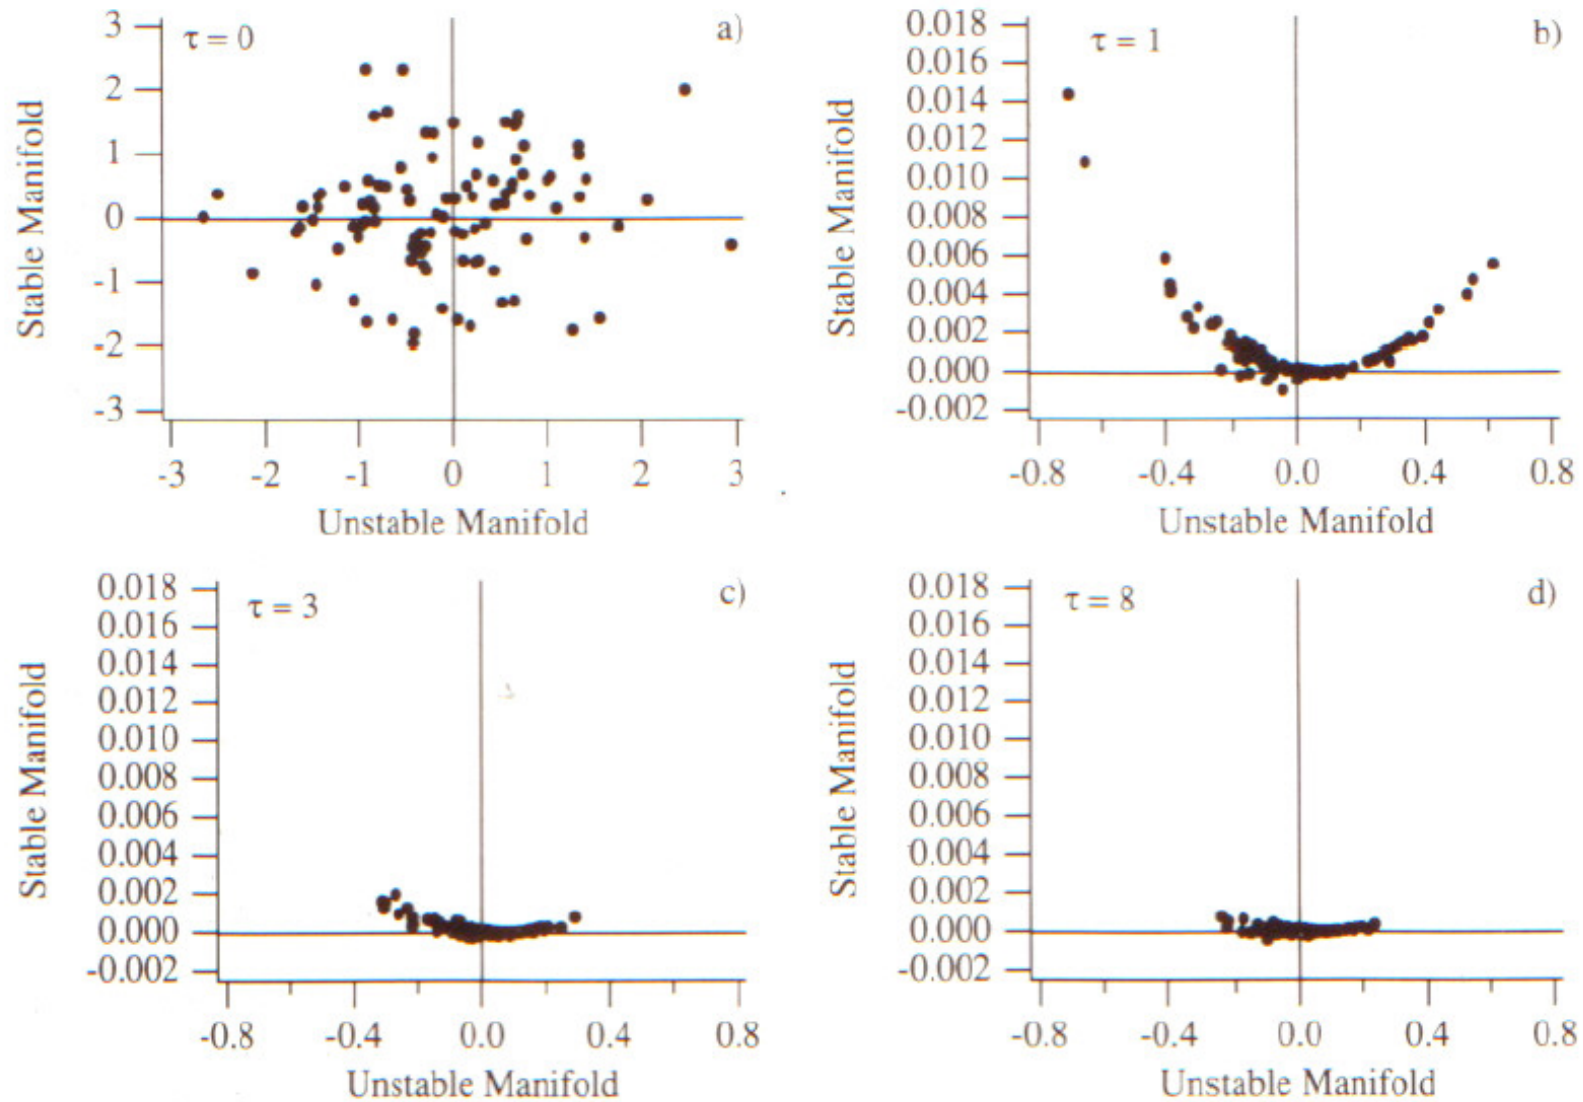 τ = 0
a)
3
2
1
0
-1
-2
-3
Stable Manifold
-3 -2 -1 0 1 2 3
Unstable Manifold
τ = 1
b)
0.018
0.016
0.014
0.012
0.010
0.008
0.006
0.004
0.002
0.000
-0.002
Stable Manifold
-0.8 -0.4 0.0 0.4 0.8
Unstable Manifold
τ = 3
c)
0.018
0.016
0.014
0.012
0.010
0.008
0.006
0.004
0.002
0.000
-0.002
Stable Manifold
-0.8 -0.4 0.0 0.4 0.8
Unstable Manifold
τ = 8
d)
0.018
0.016
0.014
0.012
0.010
0.008
0.006
0.004
0.002
0.000
-0.002
Stable Manifold
-0.8 -0.4 0.0 0.4 0.8
Unstable Manifold